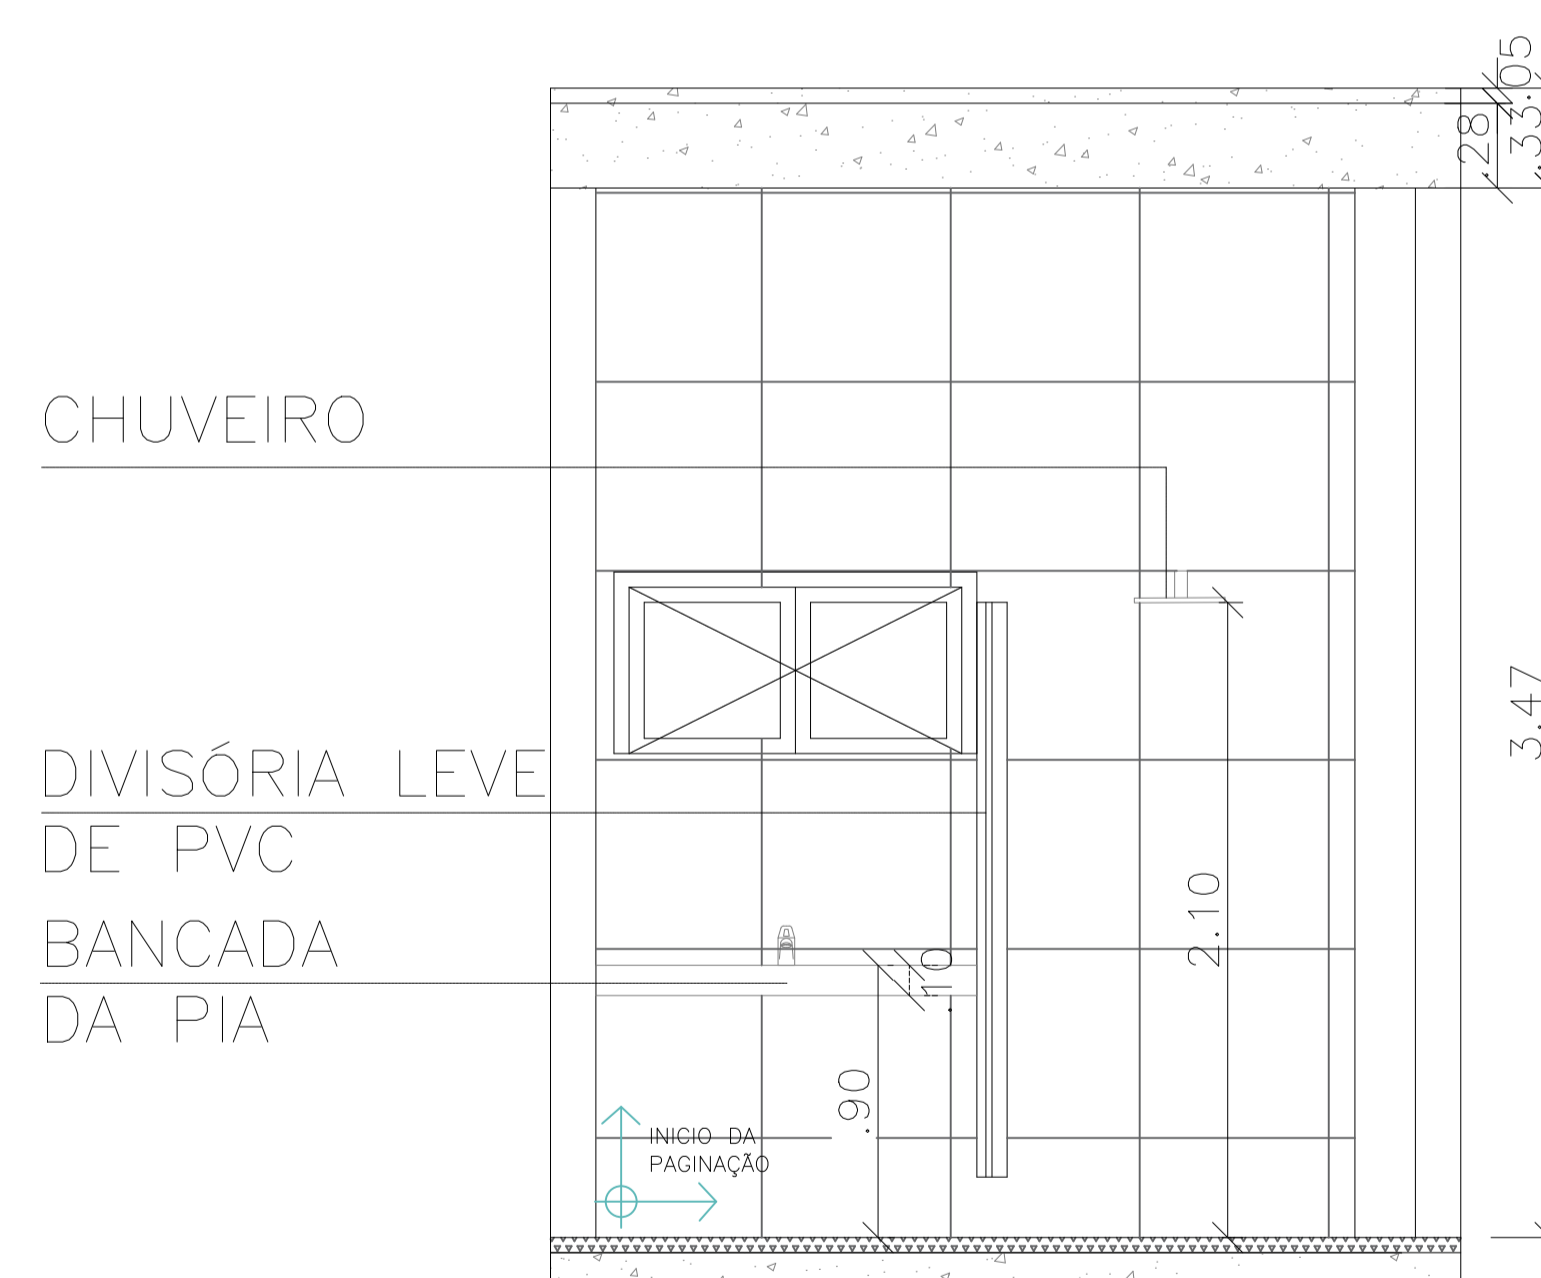 .05
.28
.33
CHUVEIRO
3.47
DIVISÓRIA LEVE
DE PVC
2.10
BANCADA
DA PIA
.10
.90
INICIO DA
PAGINAÇÃO